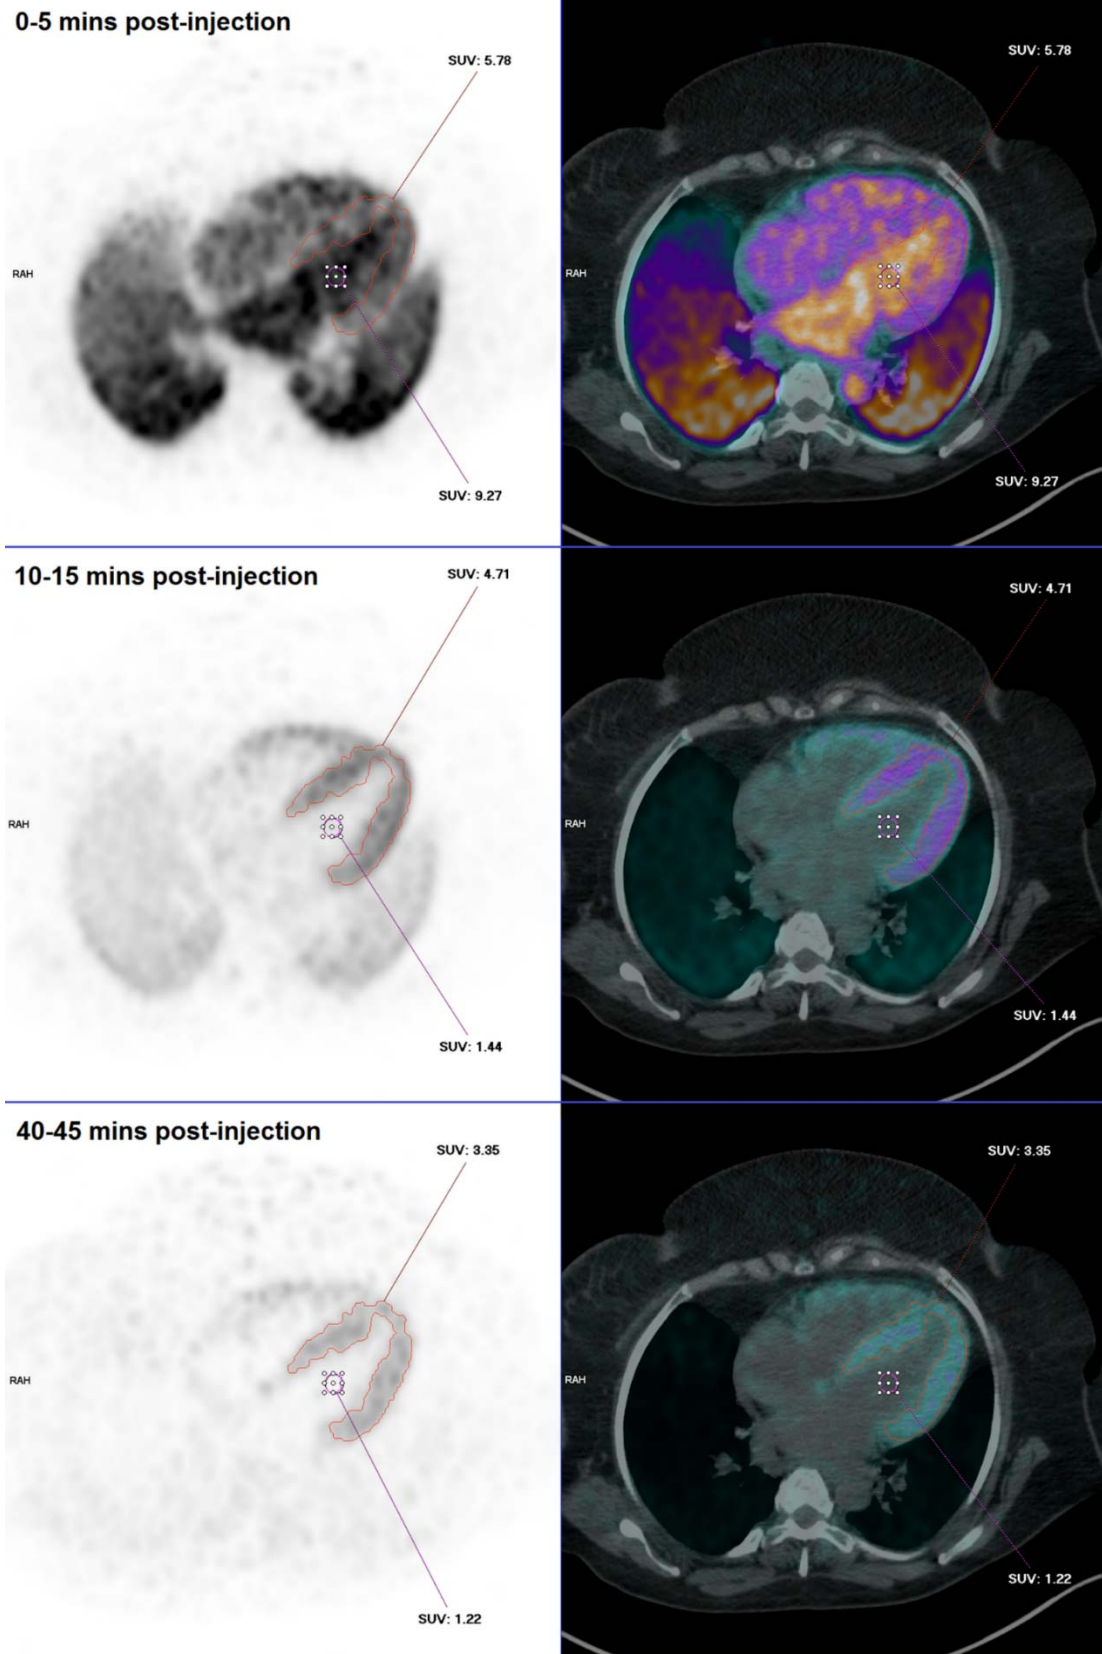 0-5 mins post-injection
SUV: 5.78
SUV: 5.78
RAH
RAH
SUV: 9.27
SUV: 9.27
10-15 mins post-injection
SUV: 4.71
SUV: 4.71
RAH
RAH
SUV: 1.44
SUV: 1.44
40-45 mins post-injection
SUV: 3.35
SUV: 3.35
RAH
RAH
SUV: 1.22
SUV: 1.22